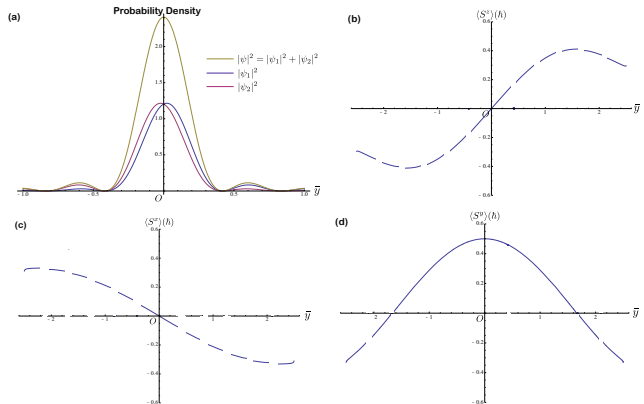 (a)
Probability Density
|ψ|² = |ψ₁|² + |ψ₂|²
|ψ₁|²
|ψ₂|²
2.0
1.5
1.0
0.5
-1.0
-0.5
O
0.5
1.0
y̅
(b)
⟨Sᶻ⟩(ħ)
0.6
0.4
0.2
-2
-1
O
1
2
y̅
-0.2
-0.4
-0.6
(c)
⟨Sˣ⟩(ħ)
0.6
0.4
0.2
-2
-1
O
1
2
y̅
-0.2
-0.4
-0.6
(d)
⟨Sʸ⟩(ħ)
0.6
0.4
0.2
-2
-1
O
1
2
y̅
-0.2
-0.4
-0.6